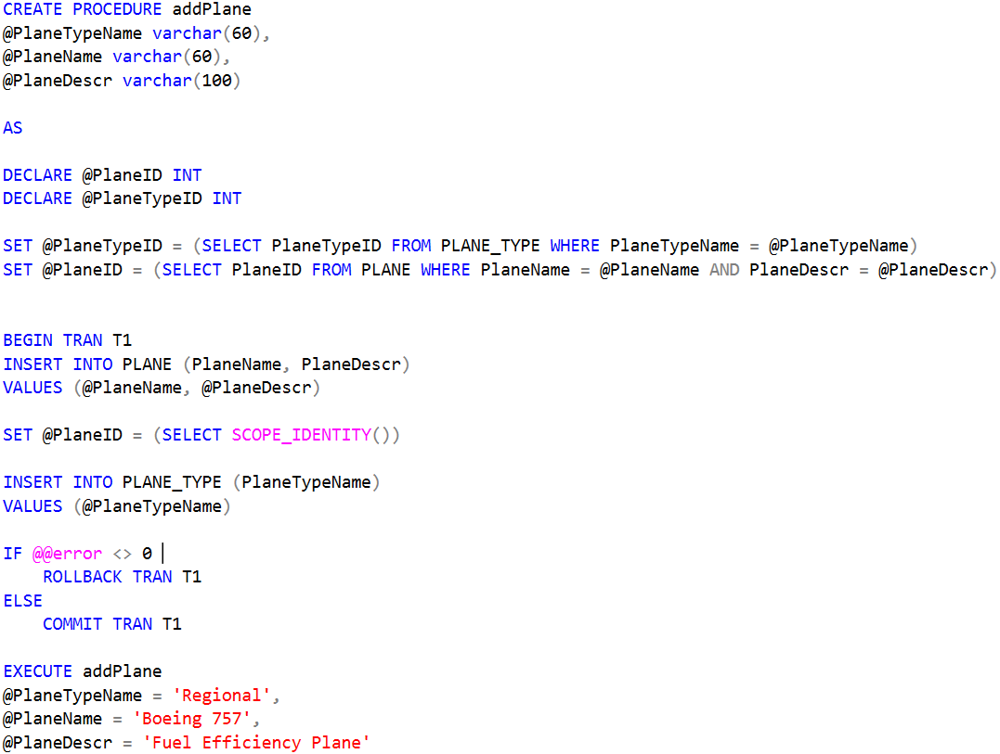 CREATE PROCEDURE addPlane
@PlaneTypeName varchar(60),
@PlaneName varchar(60),
@PlaneDescr varchar(100)
AS
DECLARE @PlaneID INT
DECLARE @PlaneTypeID INT
SET @PlaneTypeID = (SELECT PlaneTypeID FROM PLANE_TYPE WHERE PlaneTypeName = @PlaneTypeName)
SET @PlaneID = (SELECT PlaneID FROM PLANE WHERE PlaneName = @PlaneName AND PlaneDescr = @PlaneDescr)
BEGIN TRAN T1
INSERT INTO PLANE (PlaneName, PlaneDescr)
VALUES (@PlaneName, @PlaneDescr)
SET @PlaneID = (SELECT SCOPE_IDENTITY())
INSERT INTO PLANE_TYPE (PlaneTypeName)
VALUES (@PlaneTypeName)
IF @@error <> 0
    ROLLBACK TRAN T1
ELSE
    COMMIT TRAN T1
EXECUTE addPlane
@PlaneTypeName = 'Regional',
@PlaneName = 'Boeing 757',
@PlaneDescr = 'Fuel Efficiency Plane'